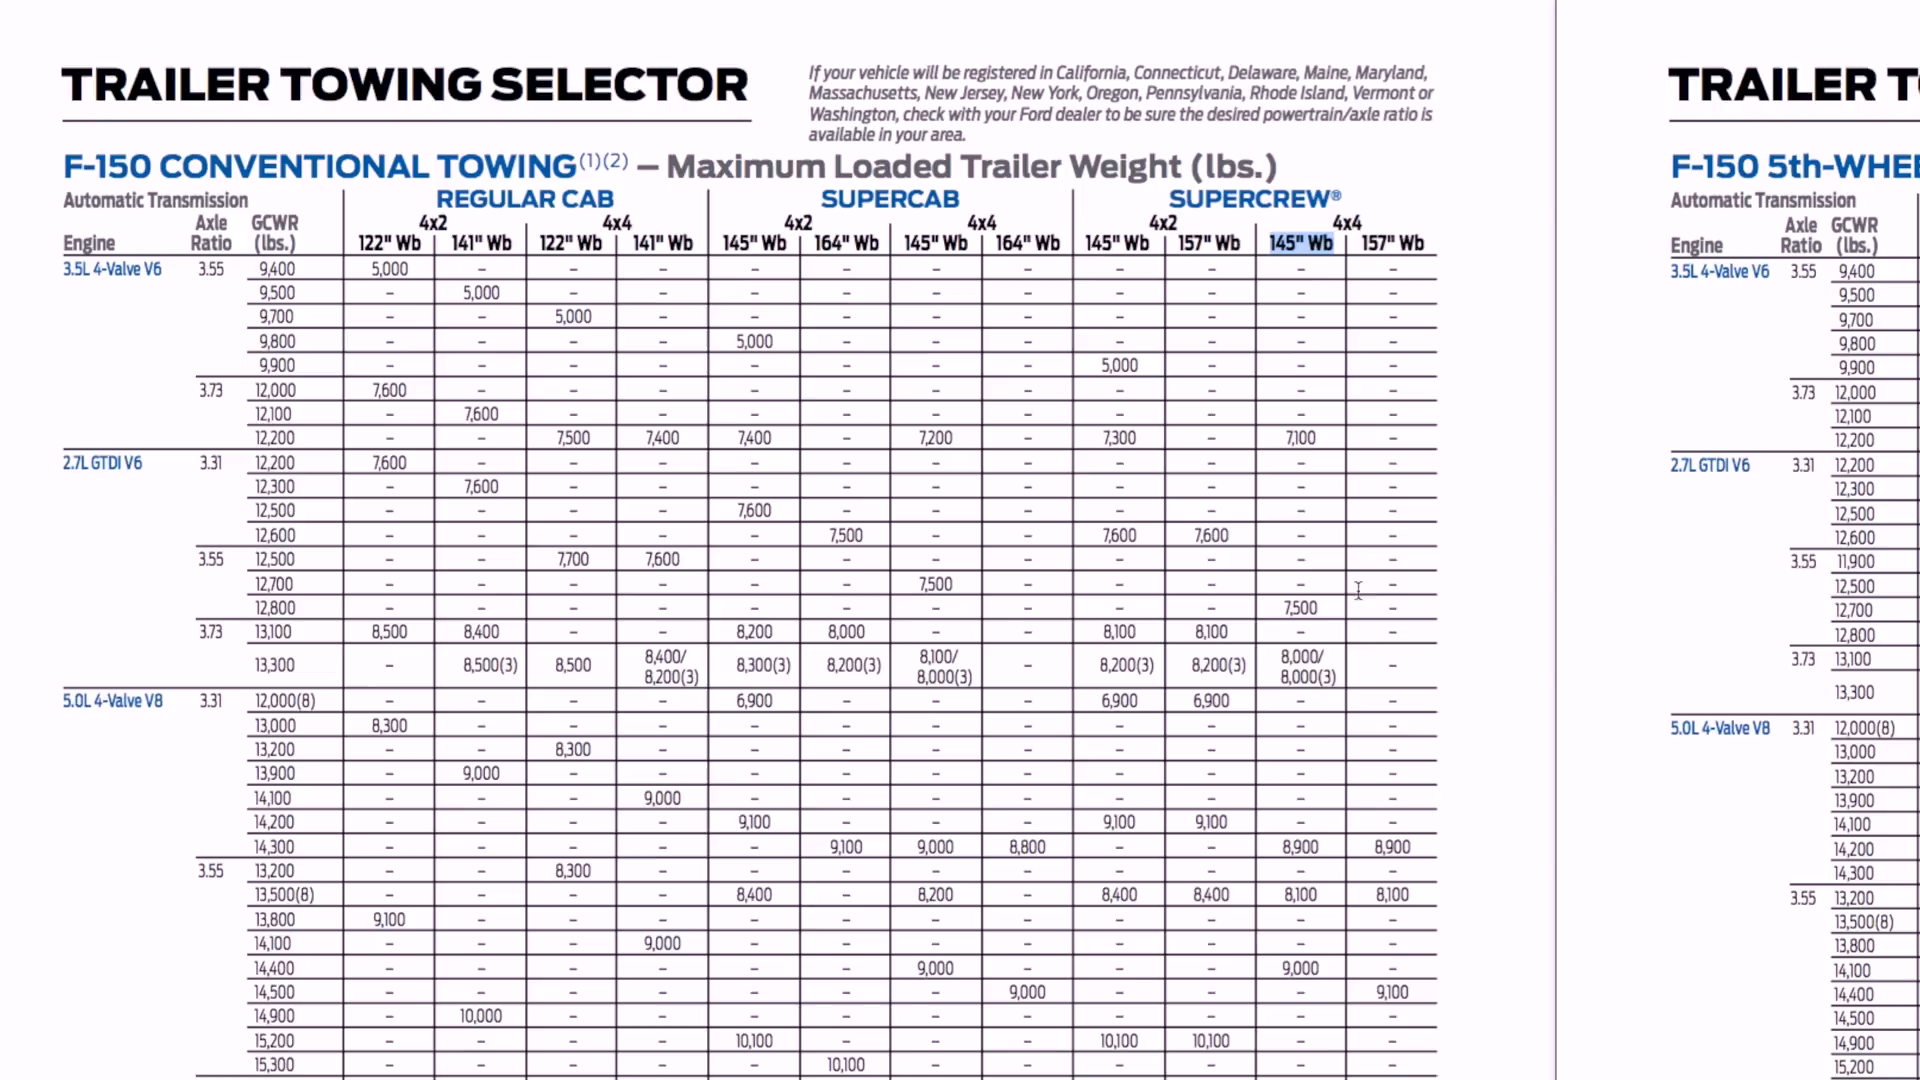 TRAILER TOWING SELECTOR
If your vehicle will be registered in California, Connecticut, Delaware, Maine, Maryland,
Massachusetts, New Jersey, New York, Oregon, Pennsylvania, Rhode Island, Vermont or
Washington, check with your Ford dealer to be sure the desired powertrain/axle ratio is
available in your area.
F-150 CONVENTIONAL TOWING(1)(2) – Maximum Loaded Trailer Weight (lbs.)
Automatic Transmission REGULAR CAB SUPERCAB SUPERCREW®
Axle GCWR 4x2 4x4 4x2 4x4 4x2 4x4
Engine Ratio (lbs.) 122" Wb 141" Wb 122" Wb 141" Wb 145" Wb 164" Wb 145" Wb 164" Wb 145" Wb 157" Wb 145" Wb 157" Wb
3.5L 4-Valve V6 3.55 9,400 5,000 – – – – – – – – – – –
9,500 – 5,000 – – – – – – – – – –
9,700 – – 5,000 – – – – – – – – –
9,800 – – – – 5,000 – – – – – – –
9,900 – – – – – – – – 5,000 – – –
3.73 12,000 7,600 – – – – – – – – – – –
12,100 – 7,600 – – – – – – – – – –
12,200 – – 7,500 7,400 7,400 – 7,200 – 7,300 – 7,100 –
2.7L GTDI V6 3.31 12,200 7,600 – – – – – – – – – – –
12,300 – 7,600 – – – – – – – – – –
12,500 – – – – 7,600 – – – – – – –
12,600 – – – – – 7,500 – – 7,600 7,600 – –
3.55 12,500 – – 7,700 7,600 – – – – – – – –
12,700 – – – – – – 7,500 – – – – –
12,800 – – – – – – – – – – 7,500 –
3.73 13,100 8,500 8,400 – – 8,200 8,000 – – 8,100 8,100 – –
13,300 – 8,500(3) 8,500 8,400/ 8,200(3) 8,300(3) 8,200(3) 8,100/ 8,000(3) – 8,200(3) 8,200(3) 8,000/ 8,000(3) –
5.0L 4-Valve V8 3.31 12,000(8) – – – – 6,900 – – – 6,900 6,900 – –
13,000 8,300 – – – – – – – – – – –
13,200 – – 8,300 – – – – – – – – –
13,900 – 9,000 – – – – – – – – – –
14,100 – – – 9,000 – – – – – – – –
14,200 – – – – 9,100 – – – 9,100 9,100 – –
14,300 – – – – – 9,100 9,000 8,800 – – 8,900 8,900
3.55 13,200 – – 8,300 – – – – – – – – –
13,500(8) – – – – 8,400 – 8,200 – 8,400 8,400 8,100 8,100
13,800 9,100 – – – – – – – – – – –
14,100 – – – 9,000 – – – – – – – –
14,400 – – – – – – 9,000 – – – 9,000 –
14,500 – – – – – – – 9,000 – – – 9,100
14,900 – 10,000 – – – – – – – – – –
15,200 – – – – 10,100 – – – 10,100 10,100 – –
15,300 – – – – – 10,100 – – – – – –
TRAILER TO
F-150 5th-WHEE
Automatic Transmission
Axle GCWR
Engine Ratio (lbs.)
3.5L 4-Valve V6 3.55 9,400
9,500
9,700
9,800
9,900
3.73 12,000
12,100
12,200
2.7L GTDI V6 3.31 12,200
12,300
12,500
12,600
3.55 11,900
12,500
12,700
12,800
3.73 13,100
13,300
5.0L 4-Valve V8 3.31 12,000(8)
13,000
13,200
13,900
14,100
14,200
14,300
3.55 13,200
13,500(8)
13,800
14,100
14,400
14,500
14,900
15,200